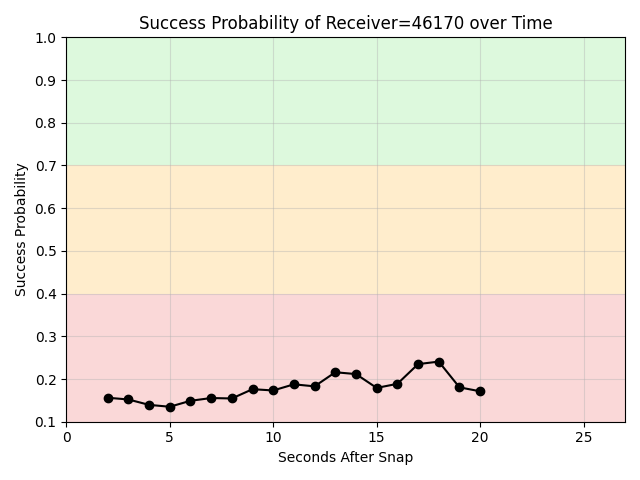 Success Probability of Receiver=46170 over Time
1.0
0.9
0.8
0.7
0.6
0.5
0.4
0.3
0.2
0.1
Success Probability
0 5 10 15 20 25
Seconds After Snap